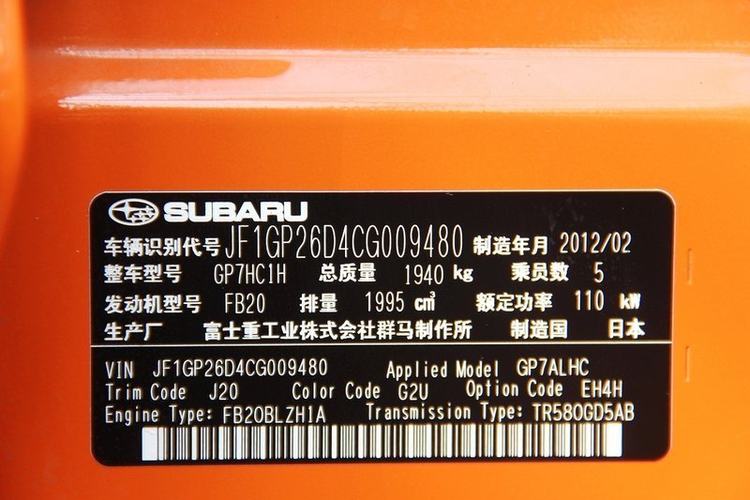 SUBARU
车辆识别代号 JF1GP26D4CG009480 制造年月 2012/02
整车型号 GP7HC1H 总质量 1940 kg 乘员数 5
发动机型号 FB20 排量 1995 cm³ 额定功率 110 kW
生产厂 富士重工业株式会社群马制作所 制造国 日本
VIN JF1GP26D4CG009480 Applied Model GP7ALHC
Trim Code J20 Color Code G2U Option Code EH4H
Engine Type: FB20BLZH1A Transmission Type: TR580GD5AB